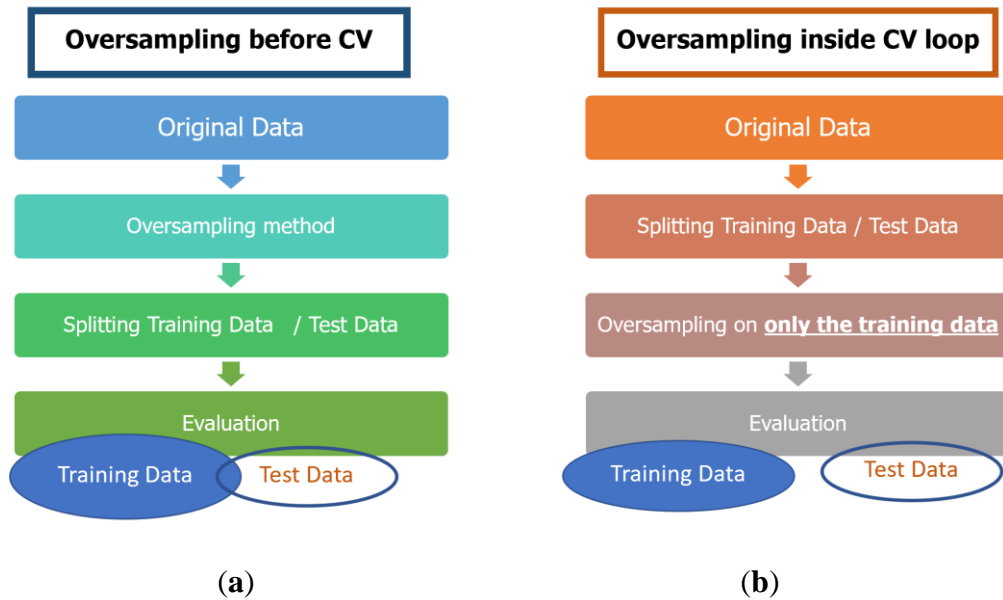 Oversampling before CV
Original Data
Oversampling method
Splitting Training Data / Test Data
Evaluation
Training Data
Test Data
(a)
Oversampling inside CV loop
Original Data
Splitting Training Data / Test Data
Oversampling on only the training data
Evaluation
Training Data
Test Data
(b)